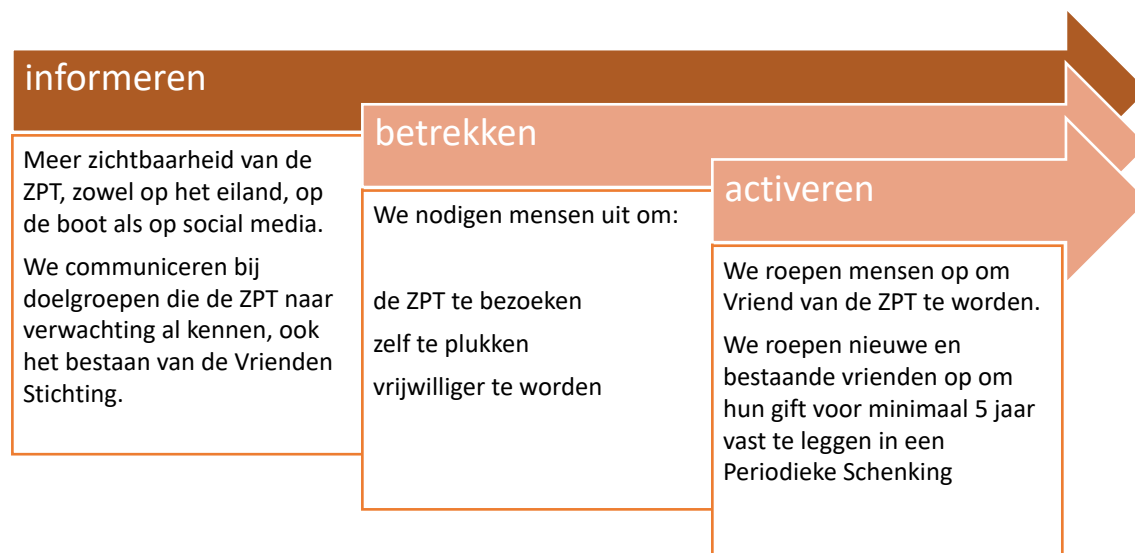 informeren
Meer zichtbaarheid van de
ZPT, zowel op het eiland, op
de boot als op social media.
We communiceren bij
doelgroepen die de ZPT naar
verwachting al kennen, ook
het bestaan van de Vrienden
Stichting.
betrekken
We nodigen mensen uit om:
de ZPT te bezoeken
zelf te plukken
vrijwilliger te worden
activeren
We roepen mensen op om
Vriend van de ZPT te worden.
We roepen nieuwe en
bestaande vrienden op om
hun gift voor minimaal 5 jaar
vast te leggen in een
Periodieke Schenking